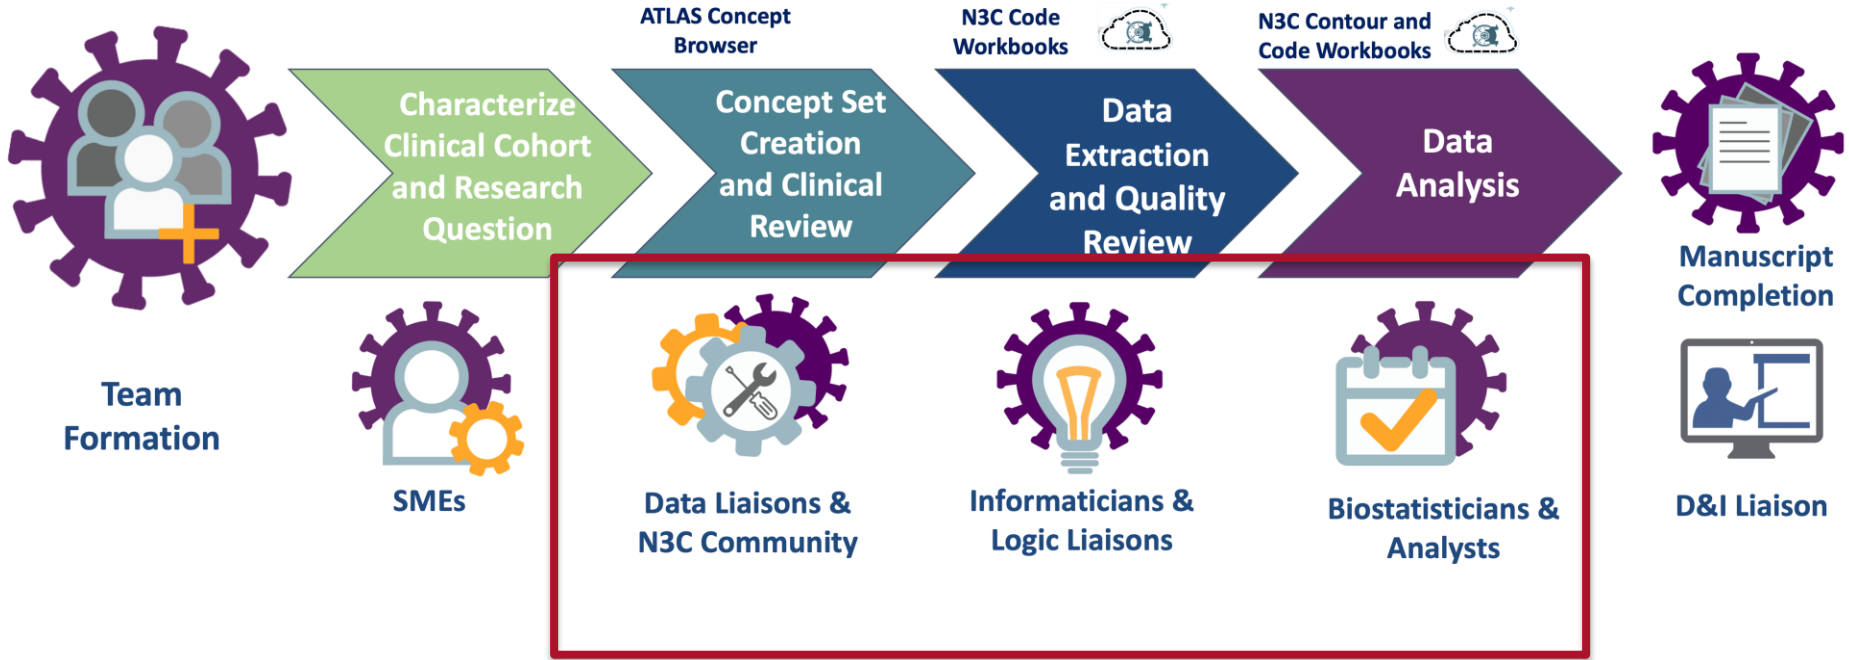 ATLAS Concept
Browser
N3C Code
Workbooks
N3C Contour and
Code Workbooks
Characterize
Clinical Cohort
and Research
Question
Concept Set
Creation
and Clinical
Review
Data
Extraction
and Quality
Review
Data
Analysis
Manuscript
Completion
Team
Formation
SMEs
Data Liaisons &
N3C Community
Informaticians &
Logic Liaisons
Biostatisticians &
Analysts
D&I Liaison